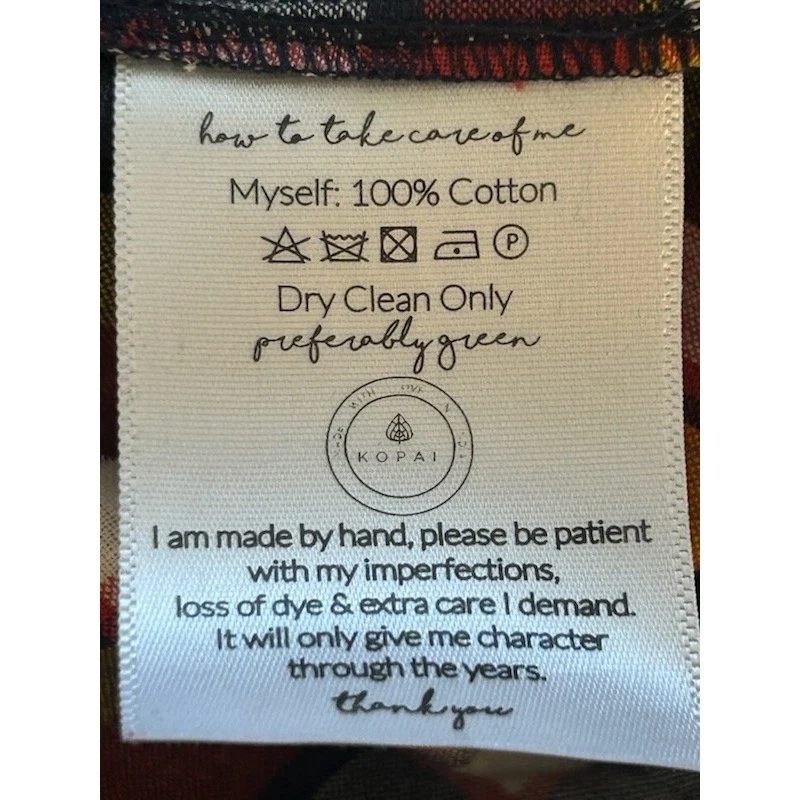 how to take care of me
Myself: 100% Cotton
P
Dry Clean Only
preferably green
WITH LOVE
KOPAI
I am made by hand, please be patient
with my imperfections,
loss of dye & extra care I demand.
It will only give me character
through the years.
thank you